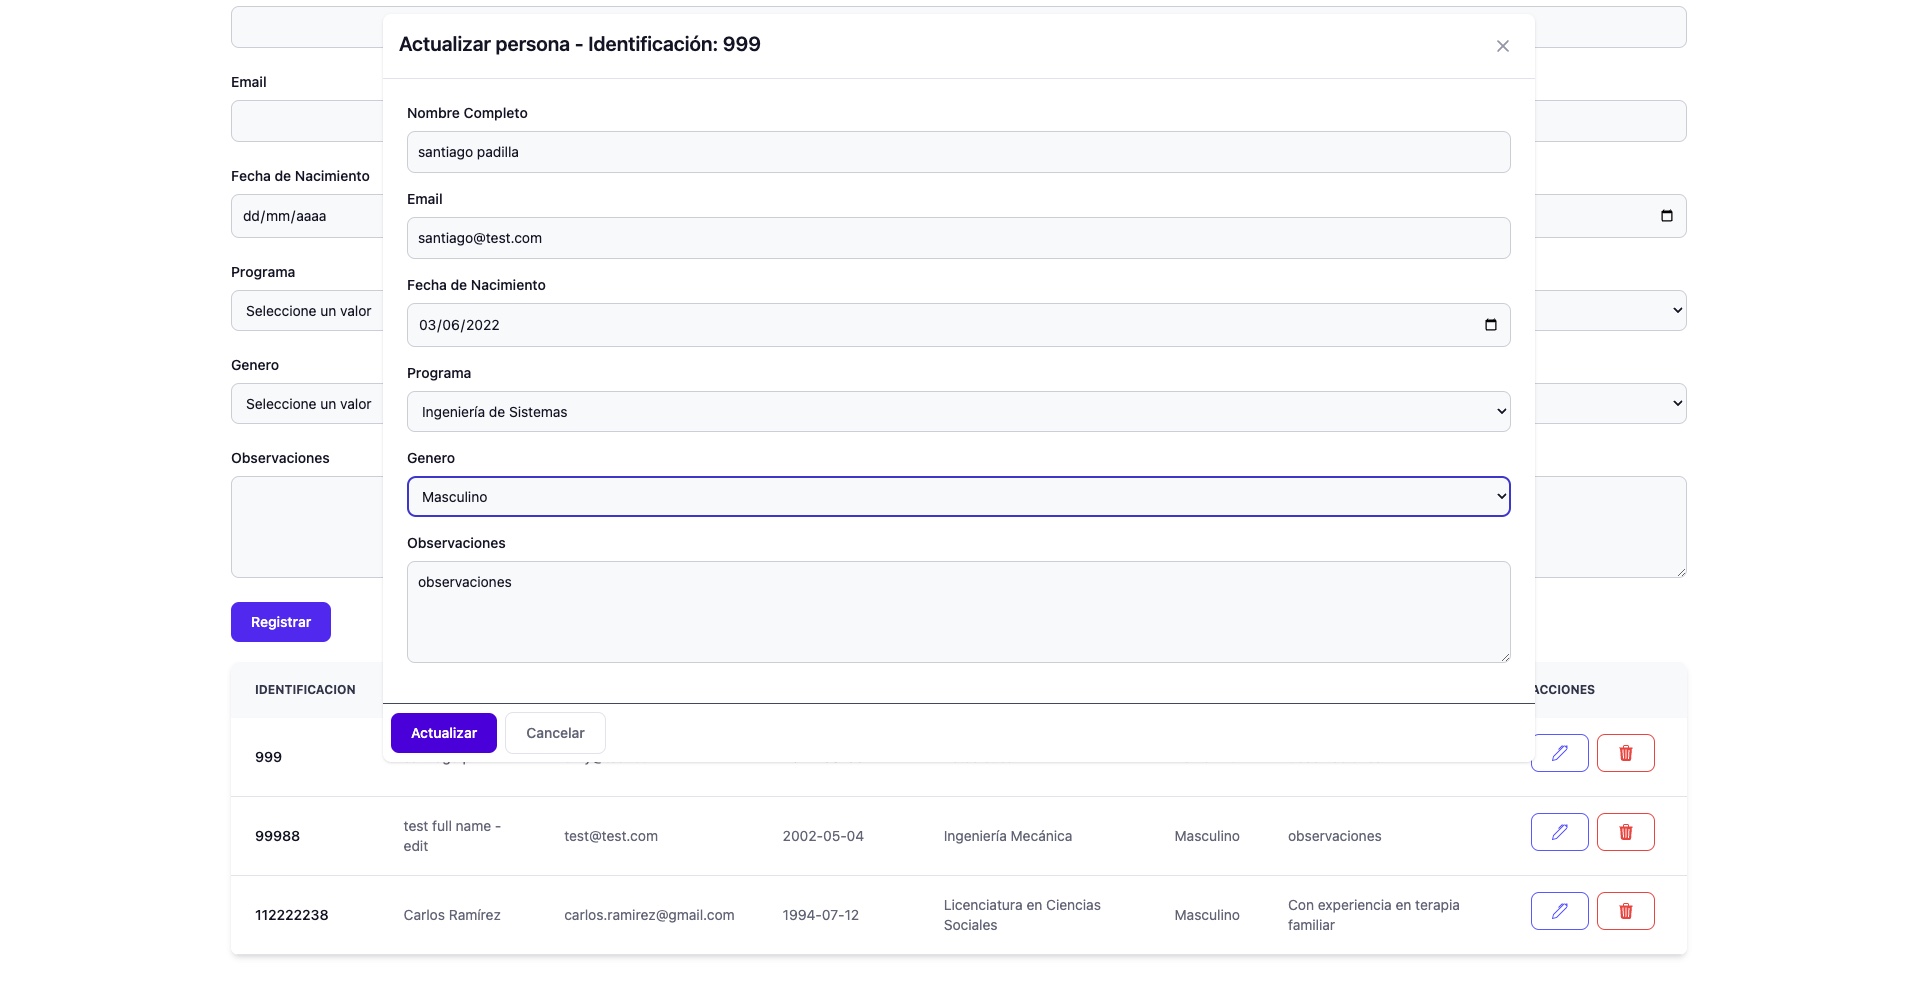 Actualizar persona - Identificación: 999
Nombre Completo
santiago padilla
Email
santiago@test.com
Fecha de Nacimiento
03/06/2022
Programa
Ingeniería de Sistemas
Genero
Masculino
Observaciones
observaciones
Actualizar
Cancelar
Email
Fecha de Nacimiento
dd/mm/aaaa
Programa
Seleccione un valor
Genero
Seleccione un valor
Observaciones
Registrar
IDENTIFICACION
ACCIONES
999
99988
test full name -
edit
test@test.com
2002-05-04
Ingeniería Mecánica
Masculino
observaciones
112222238
Carlos Ramírez
carlos.ramirez@gmail.com
1994-07-12
Licenciatura en Ciencias
Sociales
Masculino
Con experiencia en terapia
familiar